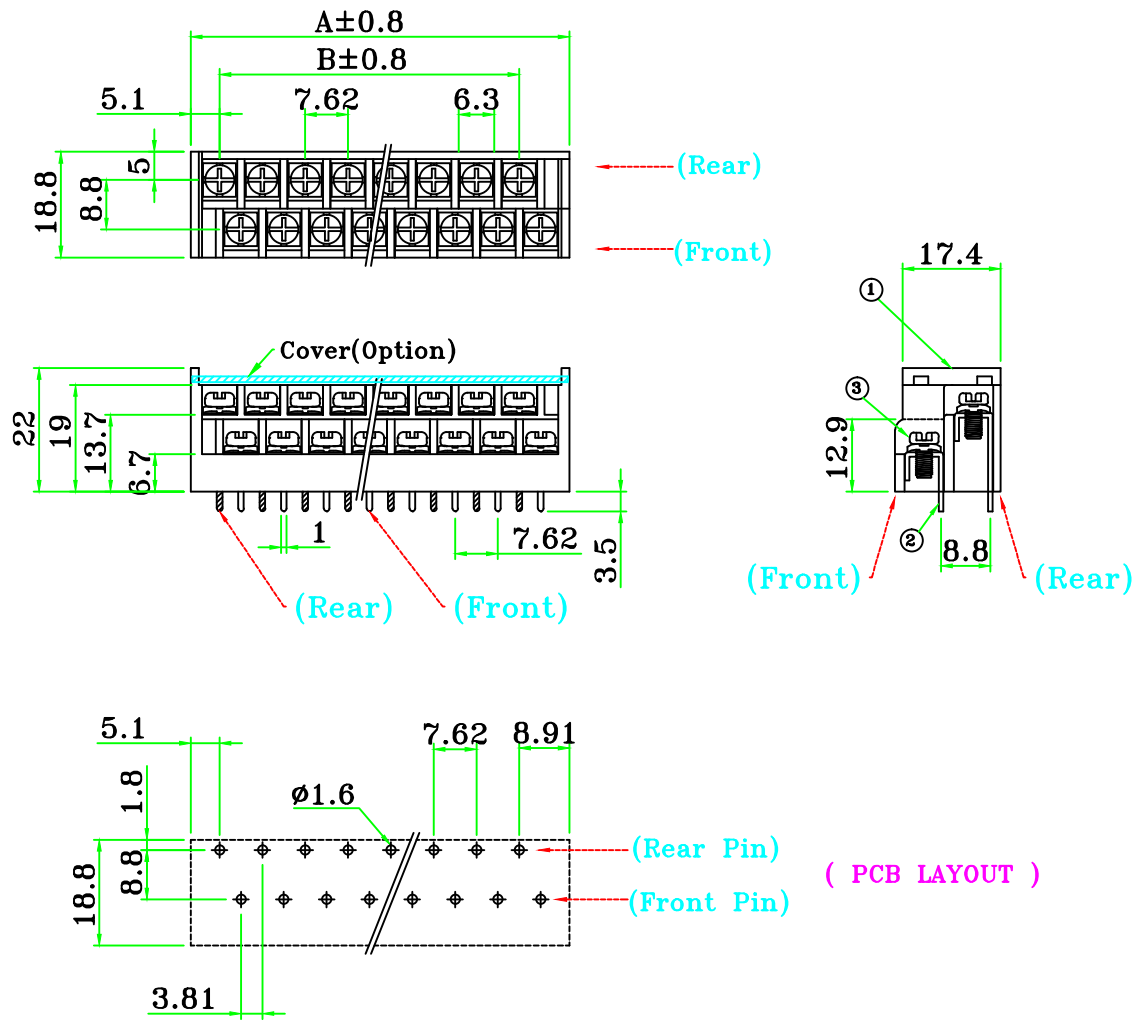 A±0.8
B±0.8
5.1
7.62
6.3
5
8.8
18.8
(Rear)
(Front)
17.4
1
Cover(Option)
3
22
19
13.7
6.7
12.9
1
7.62
3.5
2
8.8
(Rear)
(Front)
(Front)
(Rear)
5.1
7.62
8.91
1.8
ø1.6
8.8
18.8
(Rear Pin)
( PCB LAYOUT )
(Front Pin)
3.81